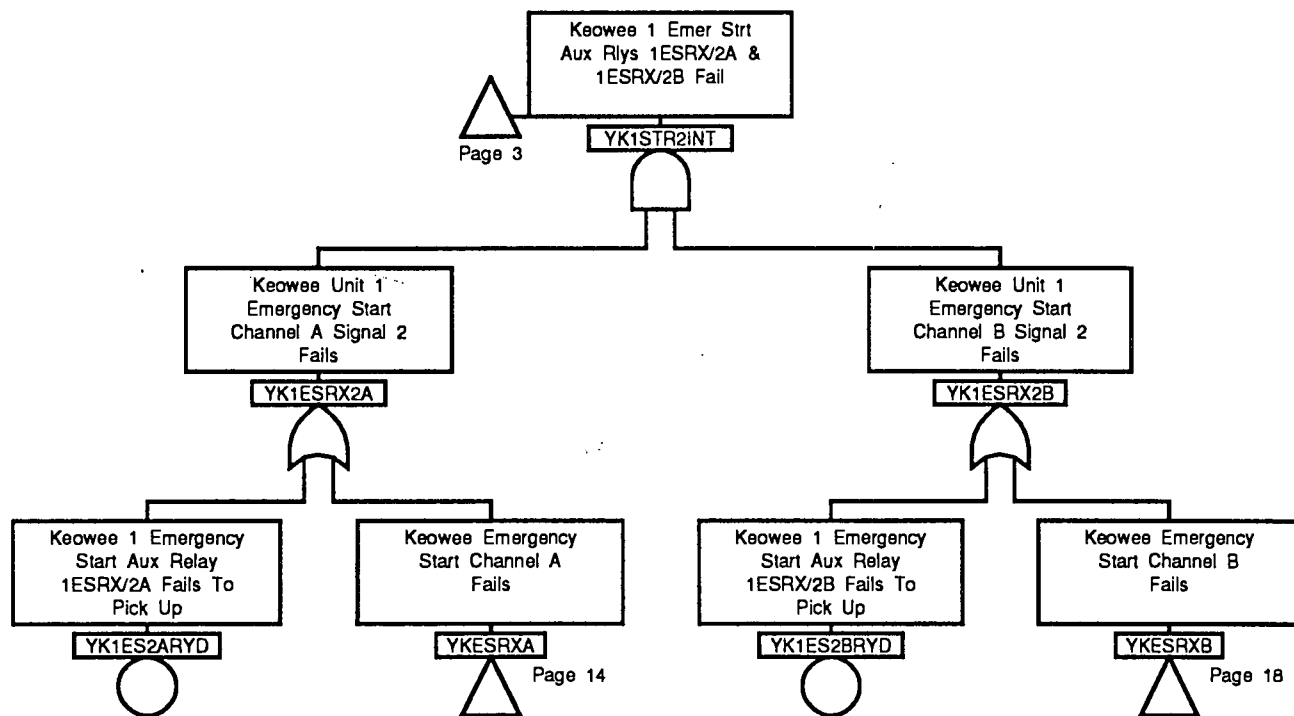 Keowee 1 Emer Strt
Aux Rlys 1ESRX/2A &
1ESRX/2B Fail
Page 3
YK1STR2INT
Keowee Unit 1
Emergency Start
Channel A Signal 2
Fails
YK1ESRX2A
Keowee Unit 1
Emergency Start
Channel B Signal 2
Fails
YK1ESRX2B
Keowee 1 Emergency
Start Aux Relay
1ESRX/2A Fails To
Pick Up
YK1ES2ARYD
Keowee Emergency
Start Channel A
Fails
YKESRXA
Page 14
Keowee 1 Emergency
Start Aux Relay
1ESRX/2B Fails To
Pick Up
YK1ES2BRYD
Keowee Emergency
Start Channel B
Fails
YKESRXB
Page 18